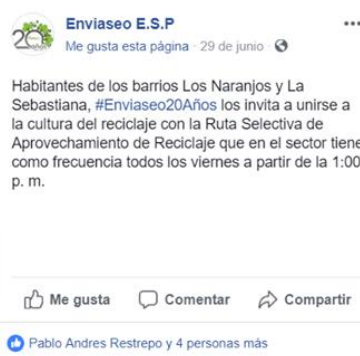 Enviaseo E.S.P
20
Me gusta esta página · 29 de junio ·
Habitantes de los barrios Los Naranjos y La
Sebastiana, #Enviaseo20Años los invita a unirse a
la cultura del reciclaje con la Ruta Selectiva de
Aprovechamiento de Reciclaje que en el sector tiene
como frecuencia todos los viernes a partir de la 1:00
p. m.
Me gusta Comentar Compartir
Pablo Andres Restrepo y 4 personas más